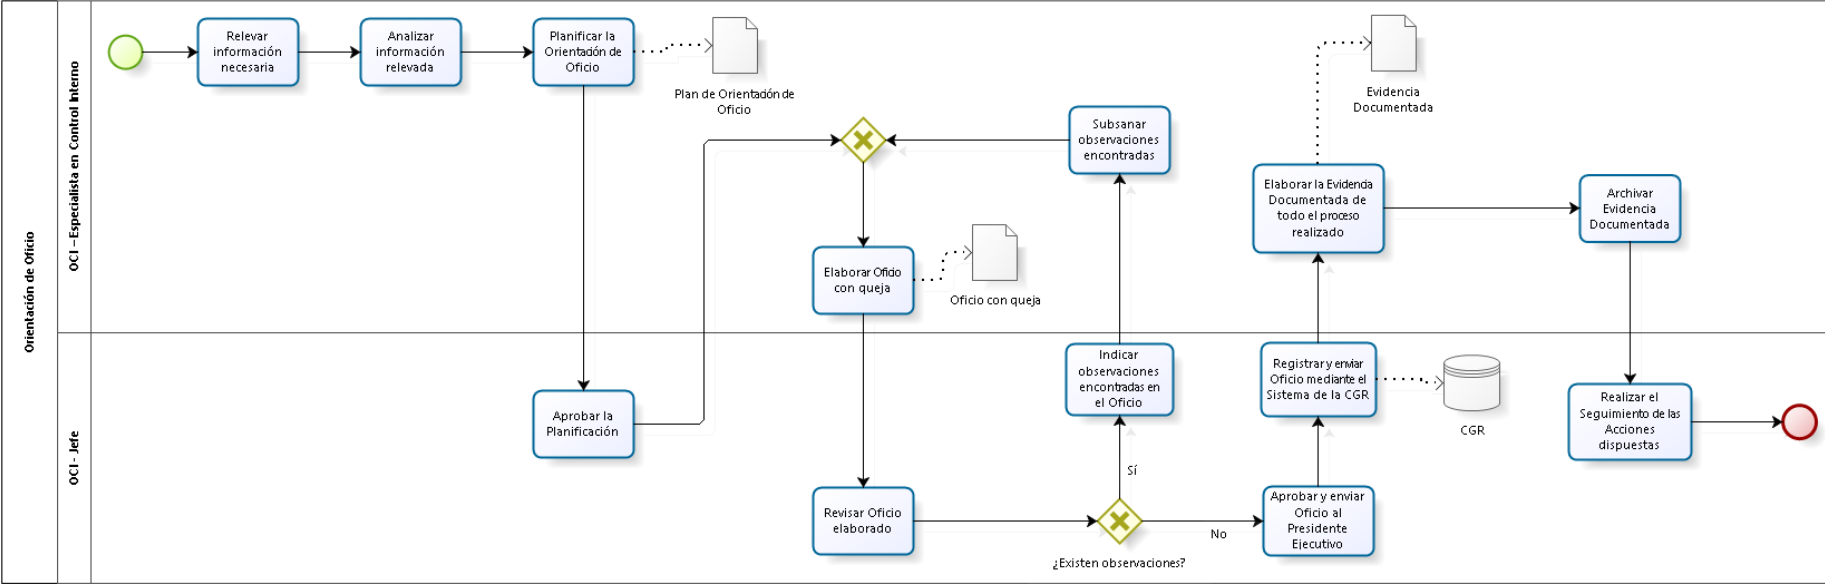 Orientación de Oficio
OCI – Especialista en Control Interno
Relevar
información
necesaria
Analizar
información
relevada
Planificar la
Orientación de
Oficio
Plan de Orientación de
Oficio
Subsanar
observaciones
encontradas
Elaborar Oficio
con queja
Oficio con queja
Evidencia
Documentada
Elaborar la Evidencia
Documentada de
todo el proceso
realizado
Archivar
Evidencia
Documentada
OCI - Jefe
Aprobar la
Planificación
Revisar Oficio
elaborado
¿Existen observaciones?
Sí
No
Indicar
observaciones
encontradas en
el Oficio
Aprobar y enviar
Oficio al
Presidente
Ejecutivo
Registrar y enviar
Oficio mediante el
Sistema de la CGR
CGR
Realizar el
Seguimiento de las
Acciones
dispuestas